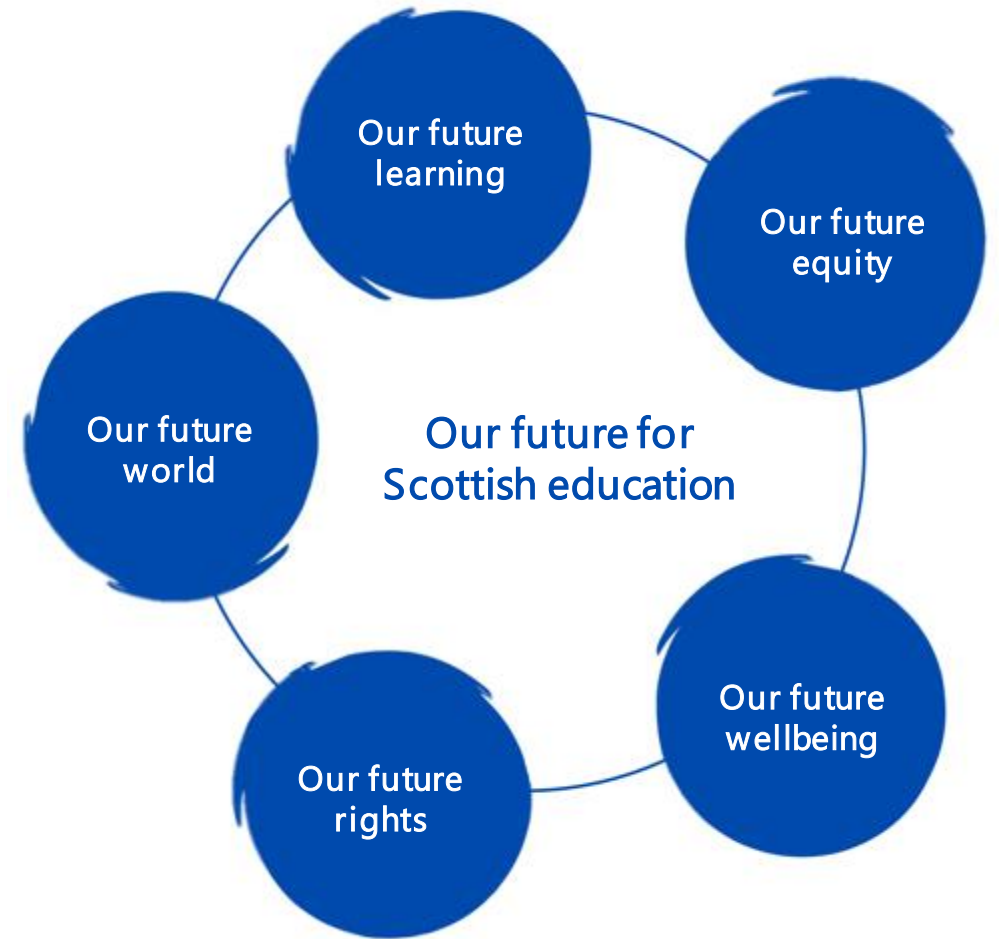 Our future
learning
Our future
equity
Our future
world
Our future for
Scottish education
Our future
wellbeing
Our future
rights